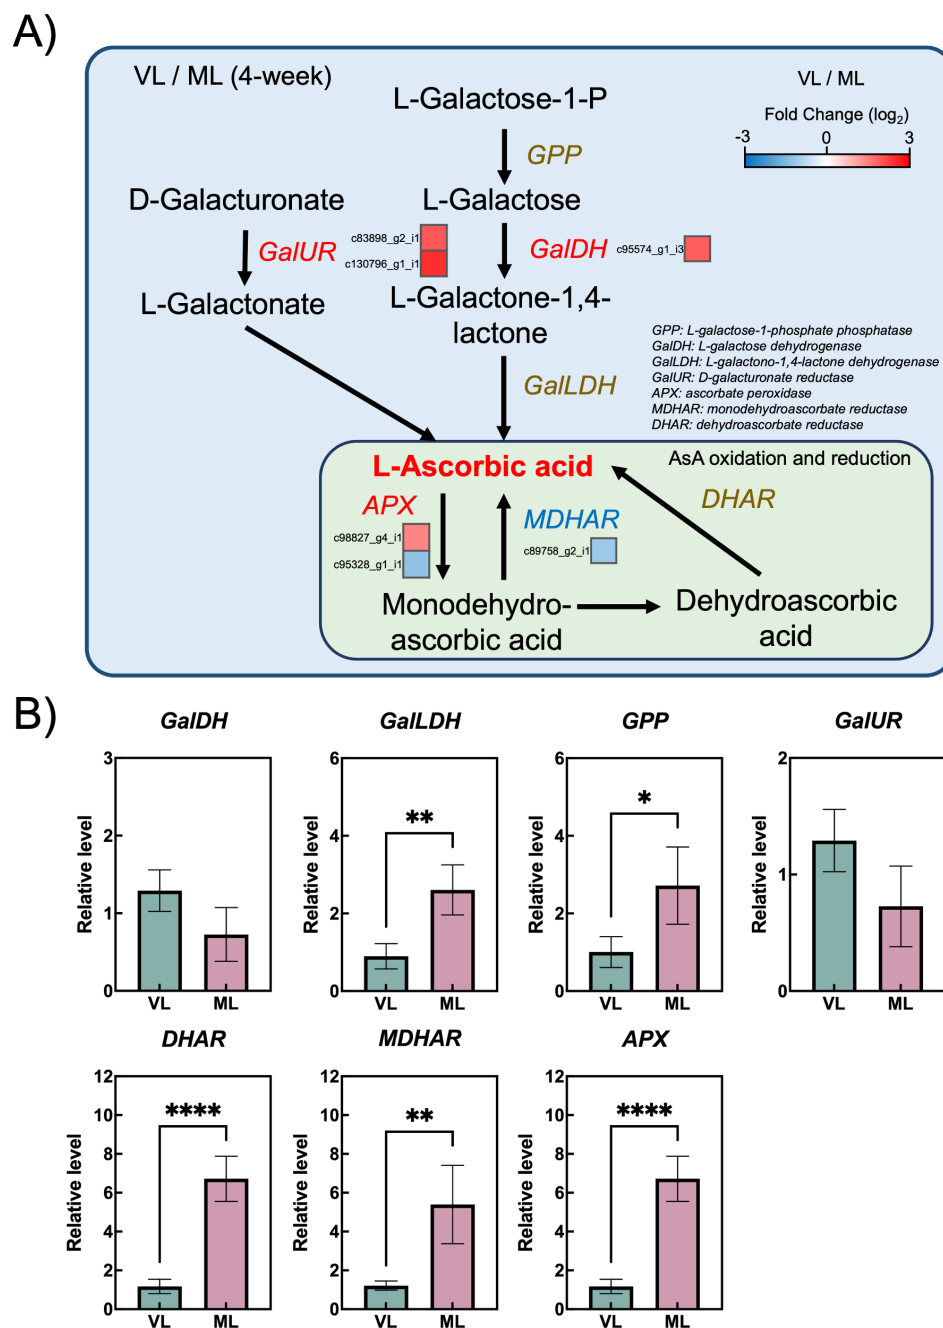 A)
VL / ML (4-week)
VL / ML
Fold Change (log2)
-3 0 3
L-Galactose-1-P
GPP
D-Galacturonate
L-Galactose
GalUR
c83898_g2_i1
c130796_g1_i1
GalDH
c95574_g1_i3
L-Galactonate
L-Galactone-1,4-
lactone
GPP: L-galactose-1-phosphate phosphatase
GalDH: L-galactose dehydrogenase
GalLDH: L-galactono-1,4-lactone dehydrogenase
GalUR: D-galacturonate reductase
APX: ascorbate peroxidase
MDHAR: monodehydroascorbate reductase
DHAR: dehydroascorbate reductase
GalLDH
L-Ascorbic acid
AsA oxidation and reduction
APX
c98827_g4_i1
c95328_g1_i1
MDHAR
c89758_g2_i1
DHAR
Monodehydro-
ascorbic acid
Dehydroascorbic
acid
B)
GalDH
Relative level
3
2
1
0
VL ML
GalLDH
Relative level
6
4
2
0
**
VL ML
GPP
Relative level
6
4
2
0
*
VL ML
GalUR
Relative level
2
1
0
VL ML
DHAR
Relative level
12
10
8
6
4
2
0
****
VL ML
MDHAR
Relative level
12
10
8
6
4
2
0
**
VL ML
APX
Relative level
12
10
8
6
4
2
0
****
VL ML